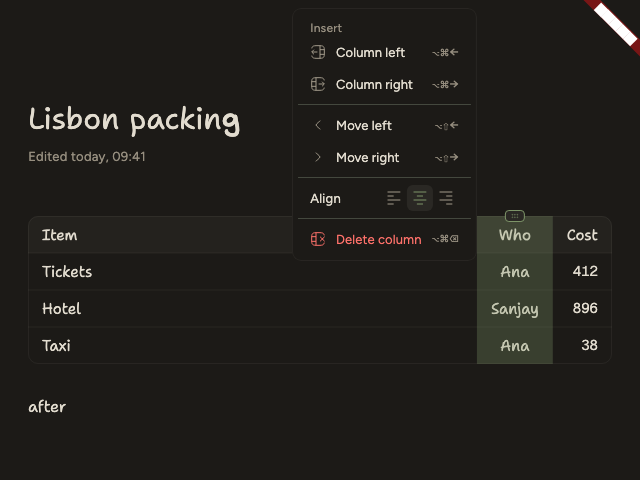 Insert
Column left ⌥⌘←
Column right ⌥⌘→
Move left ⌥⇧←
Move right ⌥⇧→
Align
Delete column ⌥⌘⌫
Lisbon packing
Edited today, 09:41
Item Who Cost
Tickets Ana 412
Hotel Sanjay 896
Taxi Ana 38
after